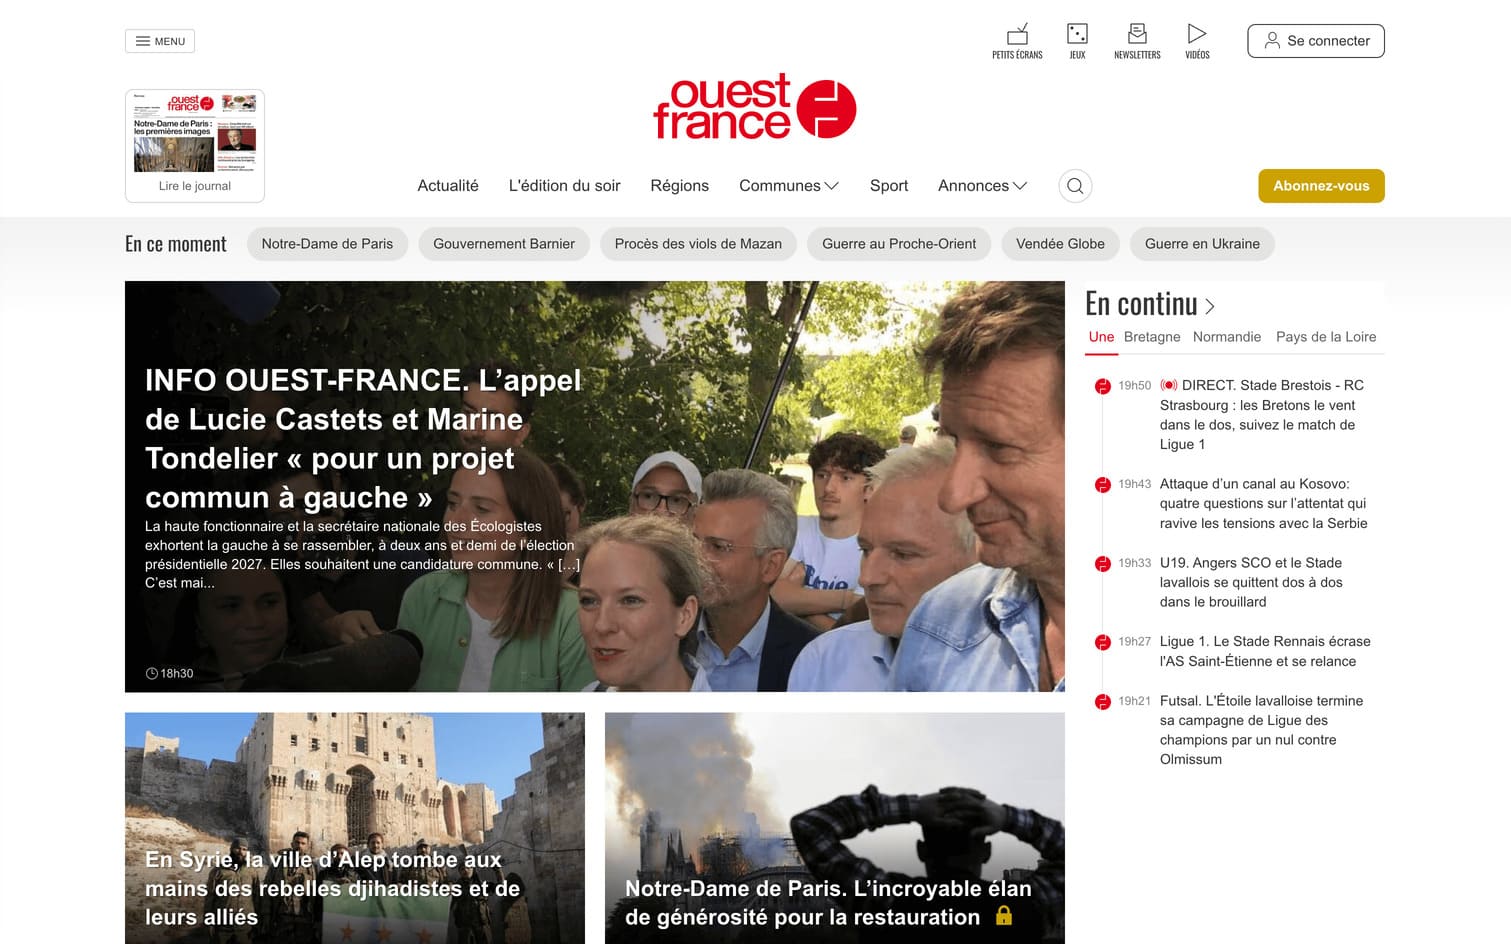 MENU
PETITS ÉCRANS
JEUX
NEWSLETTERS
VIDÉOS
Se connecter
ouest
france
ouest
france
Notre-Dame de Paris :
les premières images
Lire le journal
Actualité
L'édition du soir
Régions
Communes
Sport
Annonces
Abonnez-vous
En ce moment
Notre-Dame de Paris
Gouvernement Barnier
Procès des viols de Mazan
Guerre au Proche-Orient
Vendée Globe
Guerre en Ukraine
INFO OUEST-FRANCE. L’appel
de Lucie Castets et Marine
Tondelier « pour un projet
commun à gauche »
La haute fonctionnaire et la secrétaire nationale des Écologistes
exhortent la gauche à se rassembler, à deux ans et demi de l’élection
présidentielle 2027. Elles souhaitent une candidature commune. « [...]
C’est mai...
18h30
En continu
Une
Bretagne
Normandie
Pays de la Loire
19h50 DIRECT. Stade Brestois - RC
Strasbourg : les Bretons le vent
dans le dos, suivez le match de
Ligue 1
19h43 Attaque d’un canal au Kosovo:
quatre questions sur l’attentat qui
ravive les tensions avec la Serbie
19h33 U19. Angers SCO et le Stade
lavallois se quittent dos à dos
dans le brouillard
19h27 Ligue 1. Le Stade Rennais écrase
l'AS Saint-Étienne et se relance
19h21 Futsal. L'Étoile lavalloise termine
sa campagne de Ligue des
champions par un nul contre
Olmissum
En Syrie, la ville d’Alep tombe aux
mains des rebelles djihadistes et de
leurs alliés
Notre-Dame de Paris. L’incroyable élan
de générosité pour la restauration